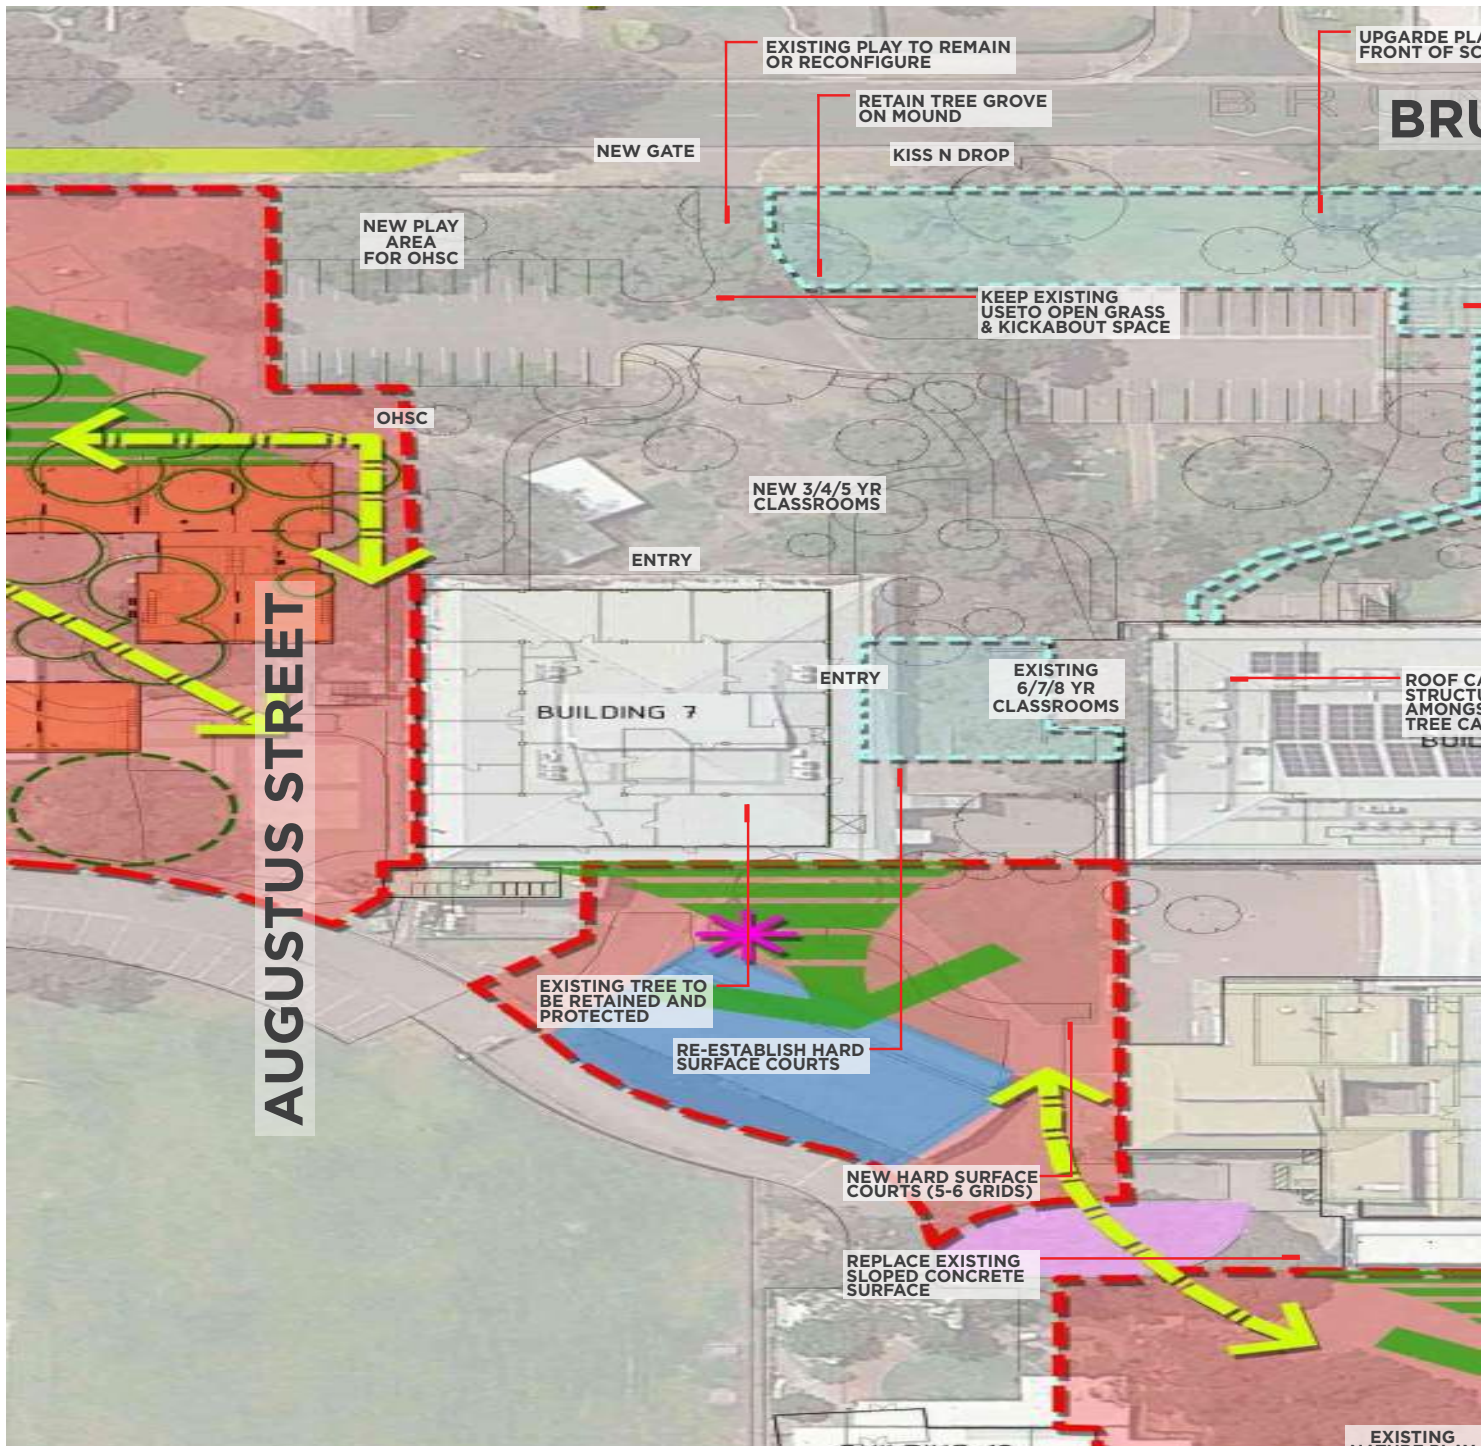 EXISTING PLAY TO REMAIN
OR RECONFIGURE
UPGARDE PLA
FRONT OF SC
RETAIN TREE GROVE
ON MOUND
BRU
BRU
NEW GATE
KISS N DROP
NEW PLAY
AREA
FOR OHSC
KEEP EXISTING
USETO OPEN GRASS
& KICKABOUT SPACE
OHSC
NEW 3/4/5 YR
CLASSROOMS
ENTRY
ENTRY
EXISTING
6/7/8 YR
CLASSROOMS
ROOF CA
STRUCTU
AMONGS
TREE CA
BUIL
BUILDING 7
AUGUSTUS STREET
EXISTING TREE TO
BE RETAINED AND
PROTECTED
RE-ESTABLISH HARD
SURFACE COURTS
NEW HARD SURFACE
COURTS (5-6 GRIDS)
REPLACE EXISTING
SLOPED CONCRETE
SURFACE
EXISTING